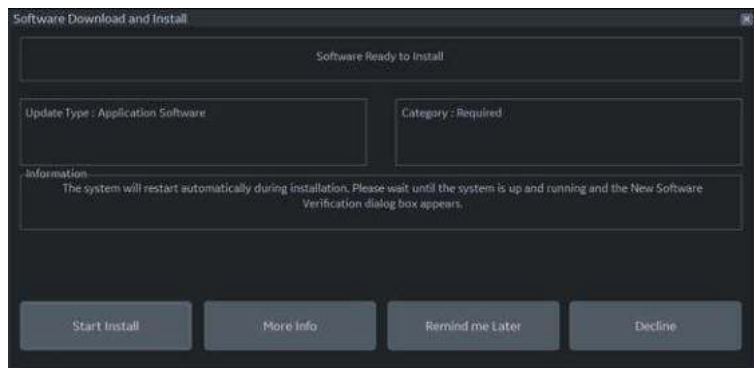 Software Download and Install
Software Ready to Install
Update Type : Application Software
Category : Required
Information
The system will restart automatically during installation. Please wait until the system is up and running and the New Software
Verification dialog box appears.
Start Install
More Info
Remind me Later
Decline